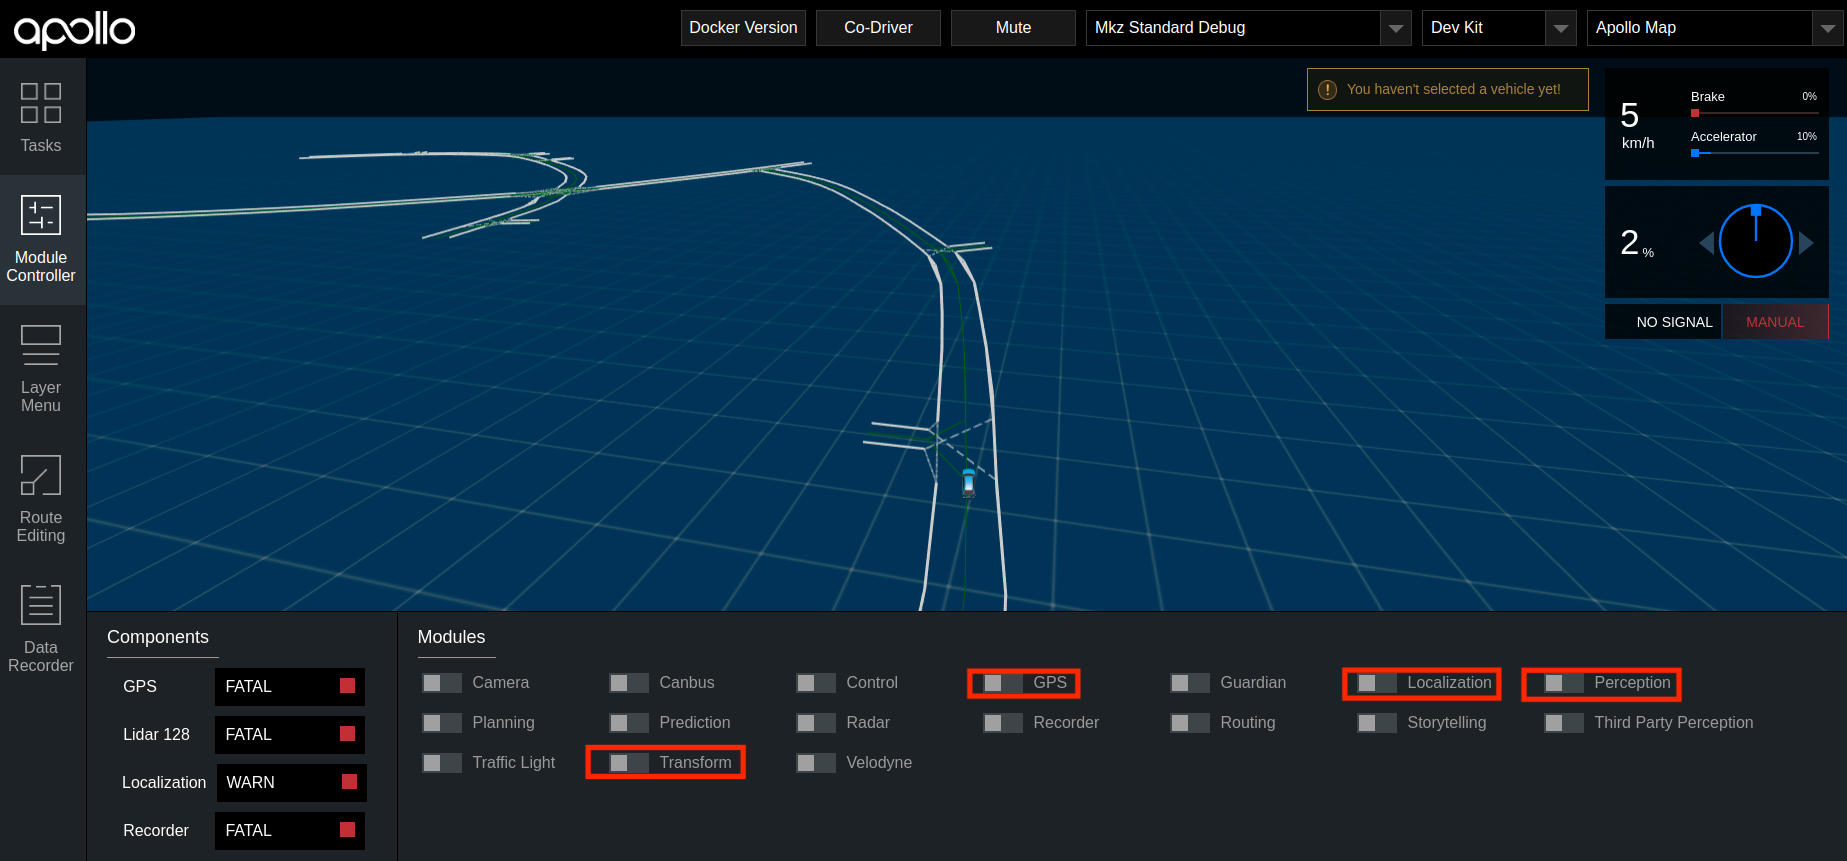 apollo
Docker Version
Co-Driver
Mute
Mkz Standard Debug
Dev Kit
Apollo Map
Tasks
Module
Controller
Layer
Menu
Route
Editing
Data
Recorder
! You haven't selected a vehicle yet!
5
km/h
Brake 0%
Accelerator 10%
2 %
NO SIGNAL MANUAL
Components
GPS FATAL
Lidar 128 FATAL
Localization WARN
Recorder FATAL
Modules
Camera Canbus Control GPS Guardian Localization Perception
Planning Prediction Radar Recorder Routing Storytelling Third Party Perception
Traffic Light Transform Velodyne